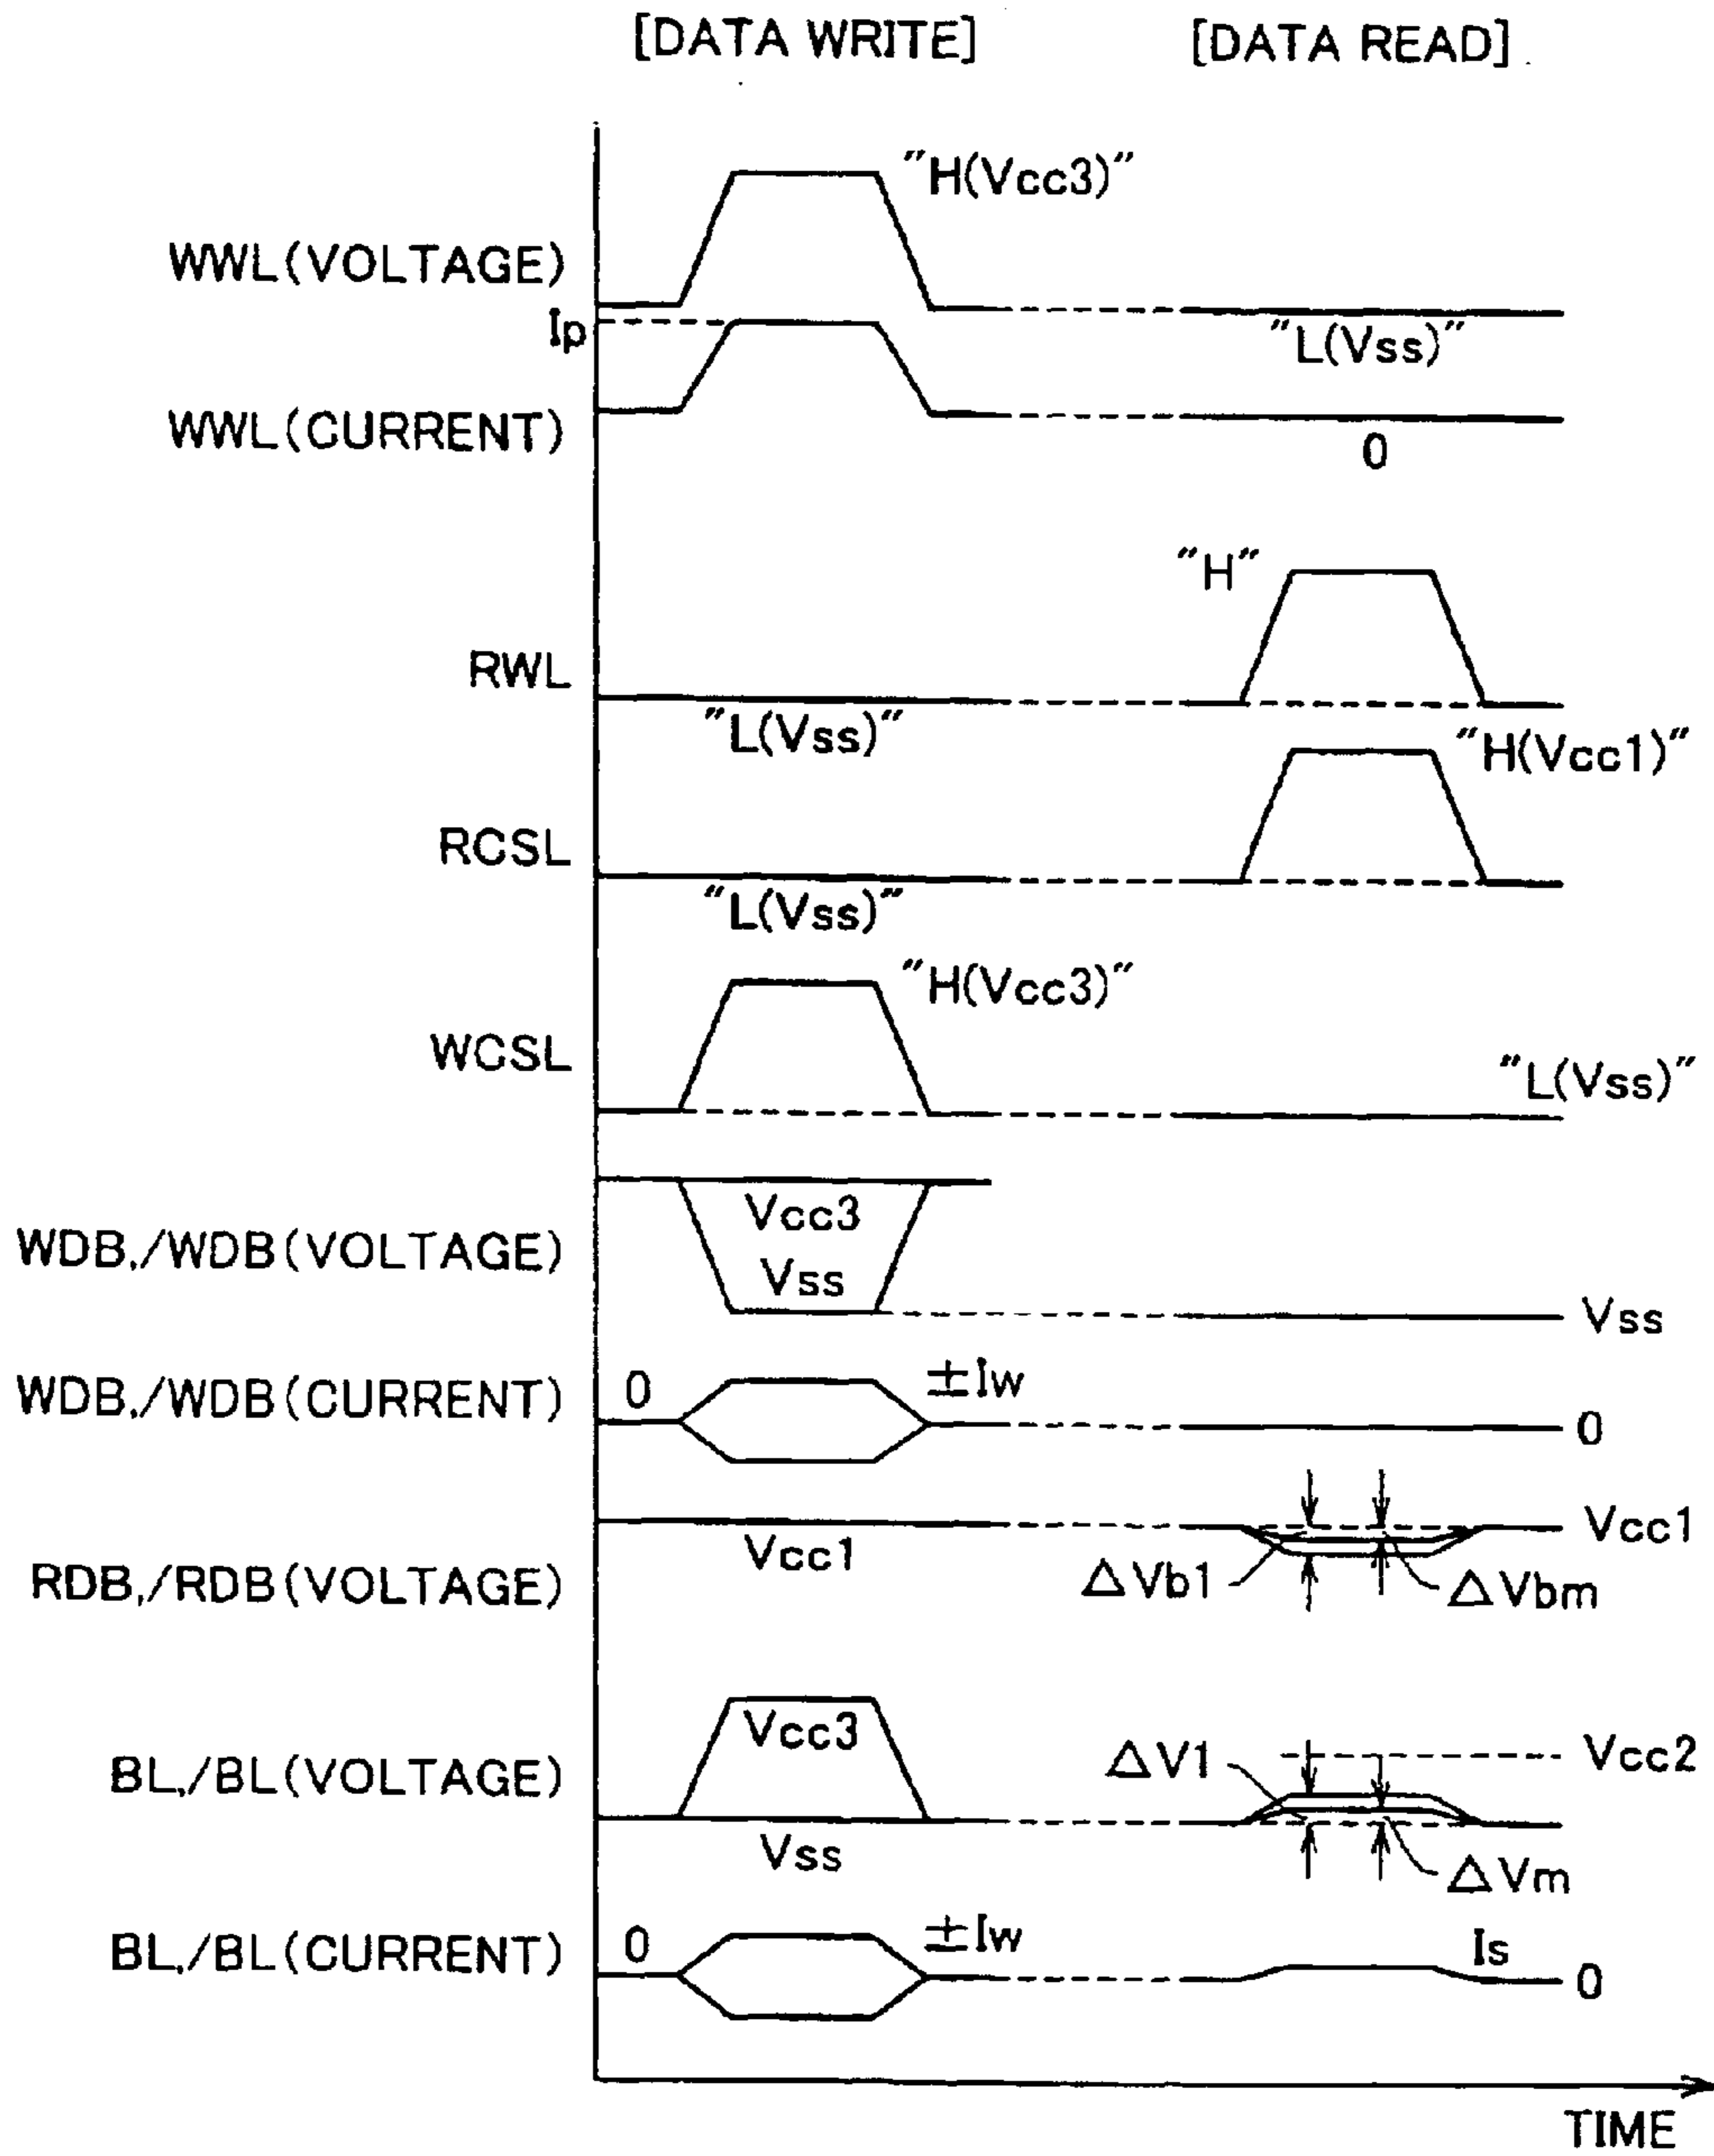 [DATA WRITE] [DATA READ]
"H(Vcc3)"
WWL(VOLTAGE)
Ip
"L(Vss)"
WWL(CURRENT)
0
"H"
RWL
"L(Vss)"
"H(Vcc1)"
RCSL
"L(Vss)"
"H(Vcc3)"
WCSL
"L(Vss)"
Vcc3
WDB,/WDB(VOLTAGE)
Vss
Vss
WDB,/WDB(CURRENT)
0
±Iw
0
Vcc1
Vcc1
RDB,/RDB(VOLTAGE)
ΔVb1
ΔVbm
Vcc3
BL,/BL(VOLTAGE)
ΔV1
Vcc2
Vss
ΔVm
BL,/BL(CURRENT)
0
±Iw
Is
0
TIME